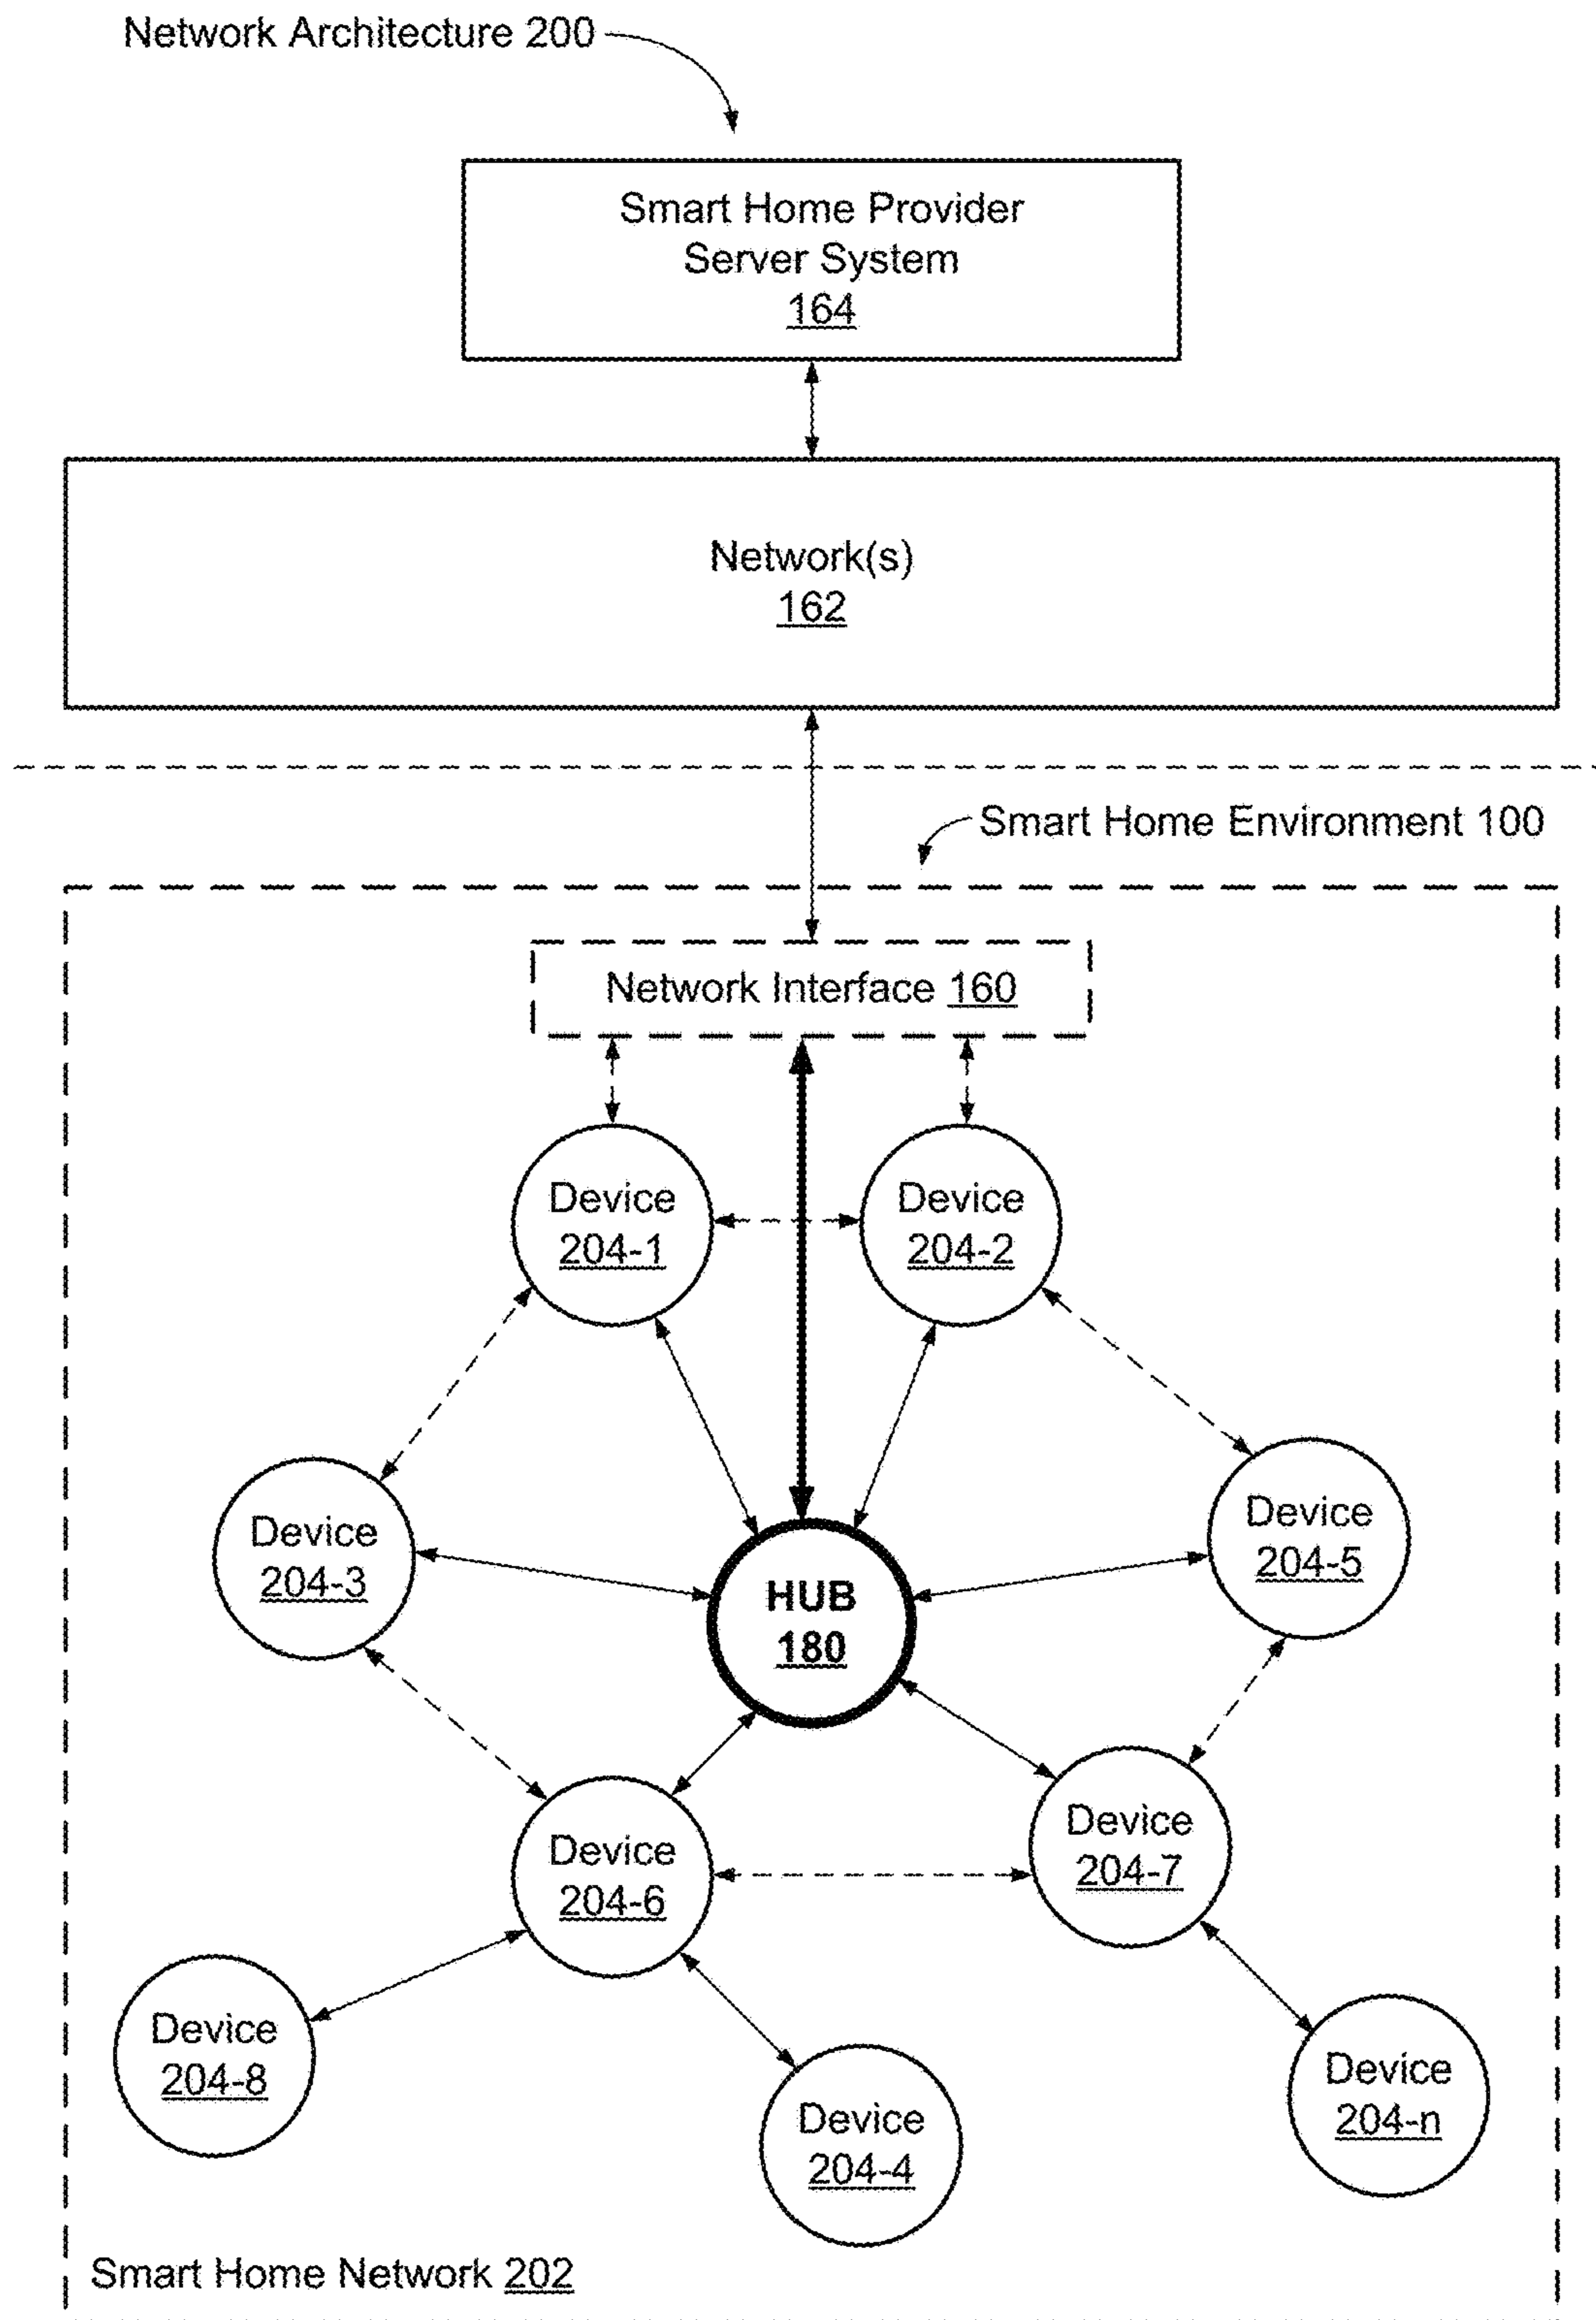 Network Architecture 200
Smart Home Provider
Server System
164
Network(s)
162
Smart Home Environment 100
Network Interface 160
Device
204-1
Device
204-2
Device
204-3
Device
204-5
HUB
180
Device
204-6
Device
204-7
Device
204-8
Device
204-4
Device
204-n
Smart Home Network 202